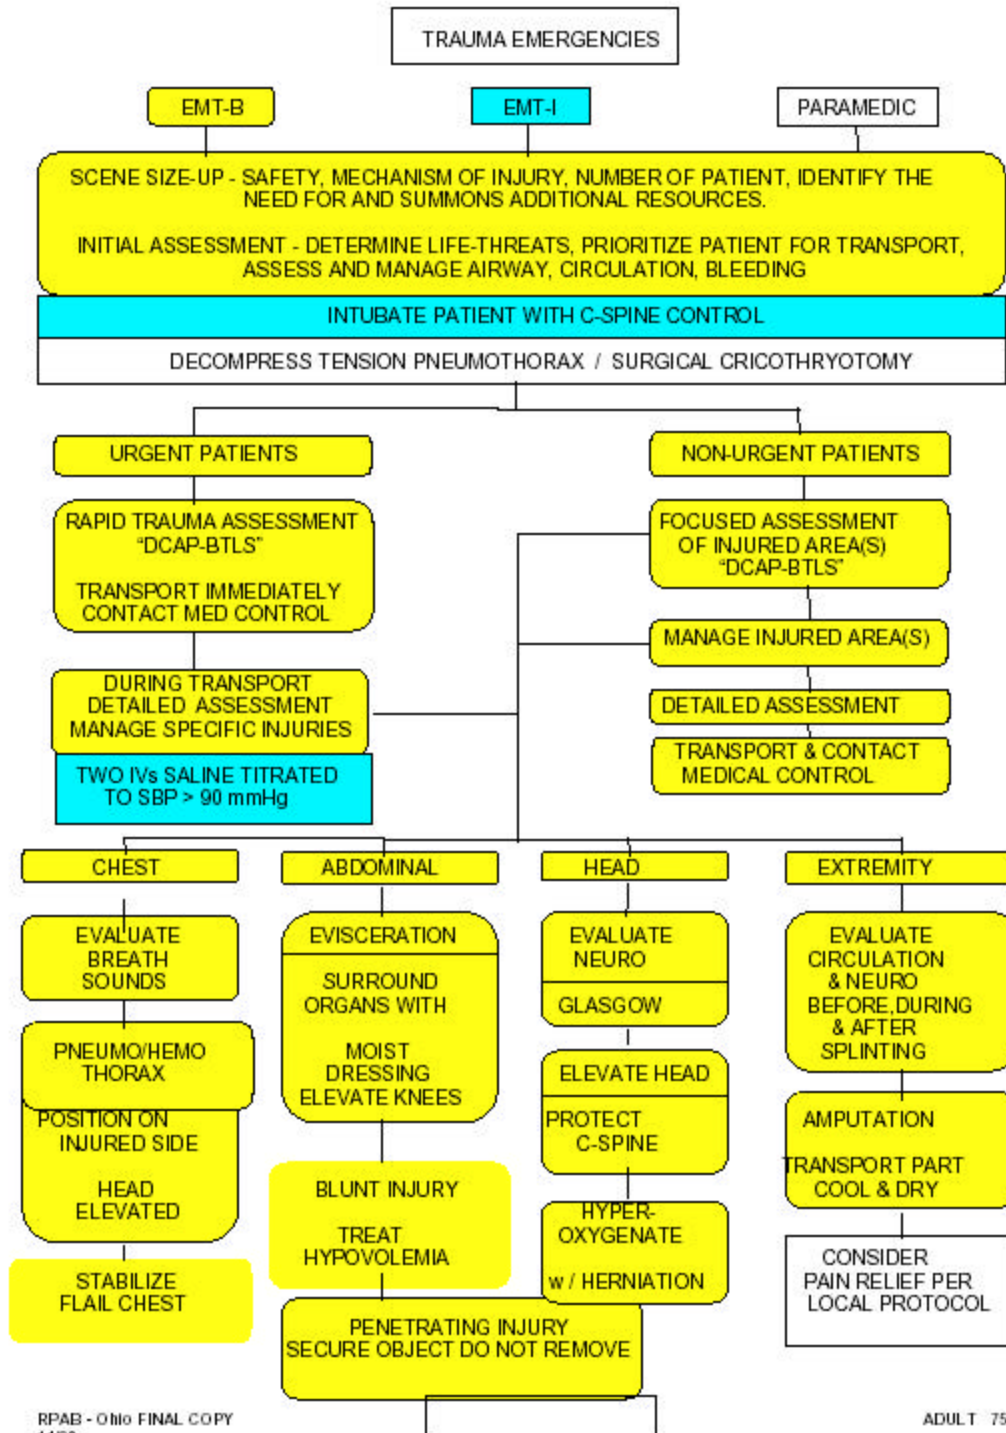 TRAUMA EMERGENCIES
EMT-B
EMT-I
PARAMEDIC
SCENE SIZE-UP - SAFETY, MECHANISM OF INJURY, NUMBER OF PATIENT, IDENTIFY THE
NEED FOR AND SUMMONS ADDITIONAL RESOURCES.
INITIAL ASSESSMENT - DETERMINE LIFE-THREATS, PRIORITIZE PATIENT FOR TRANSPORT,
ASSESS AND MANAGE AIRWAY, CIRCULATION, BLEEDING
INTUBATE PATIENT WITH C-SPINE CONTROL
DECOMPRESS TENSION PNEUMOTHORAX / SURGICAL CRICOTHRYOTOMY
URGENT PATIENTS
RAPID TRAUMA ASSESSMENT
"DCAP-BTLS"
TRANSPORT IMMEDIATELY
CONTACT MED CONTROL
DURING TRANSPORT
DETAILED ASSESSMENT
MANAGE SPECIFIC INJURIES
TWO IVs SALINE TITRATED
TO SBP > 90 mmHg
NON-URGENT PATIENTS
FOCUSED ASSESSMENT
OF INJURED AREA(S)
"DCAP-BTLS"
MANAGE INJURED AREA(S)
DETAILED ASSESSMENT
TRANSPORT & CONTACT
MEDICAL CONTROL
CHEST
EVALUATE
BREATH
SOUNDS
PNEUMO/HEMO
THORAX
POSITION ON
INJURED SIDE
HEAD
ELEVATED
STABILIZE
FLAIL CHEST
ABDOMINAL
EVISCERATION
SURROUND
ORGANS WITH
MOIST
DRESSING
ELEVATE KNEES
BLUNT INJURY
TREAT
HYPOVOLEMIA
PENETRATING INJURY
SECURE OBJECT DO NOT REMOVE
HEAD
EVALUATE
NEURO
GLASGOW
ELEVATE HEAD
PROTECT
C-SPINE
HYPER-
OXYGENATE
w / HERNIATION
EXTREMITY
EVALUATE
CIRCULATION
& NEURO
BEFORE,DURING
& AFTER
SPLINTING
AMPUTATION
TRANSPORT PART
COOL & DRY
CONSIDER
PAIN RELIEF PER
LOCAL PROTOCOL
RPAB - Ohio FINAL COPY
ADULT 75